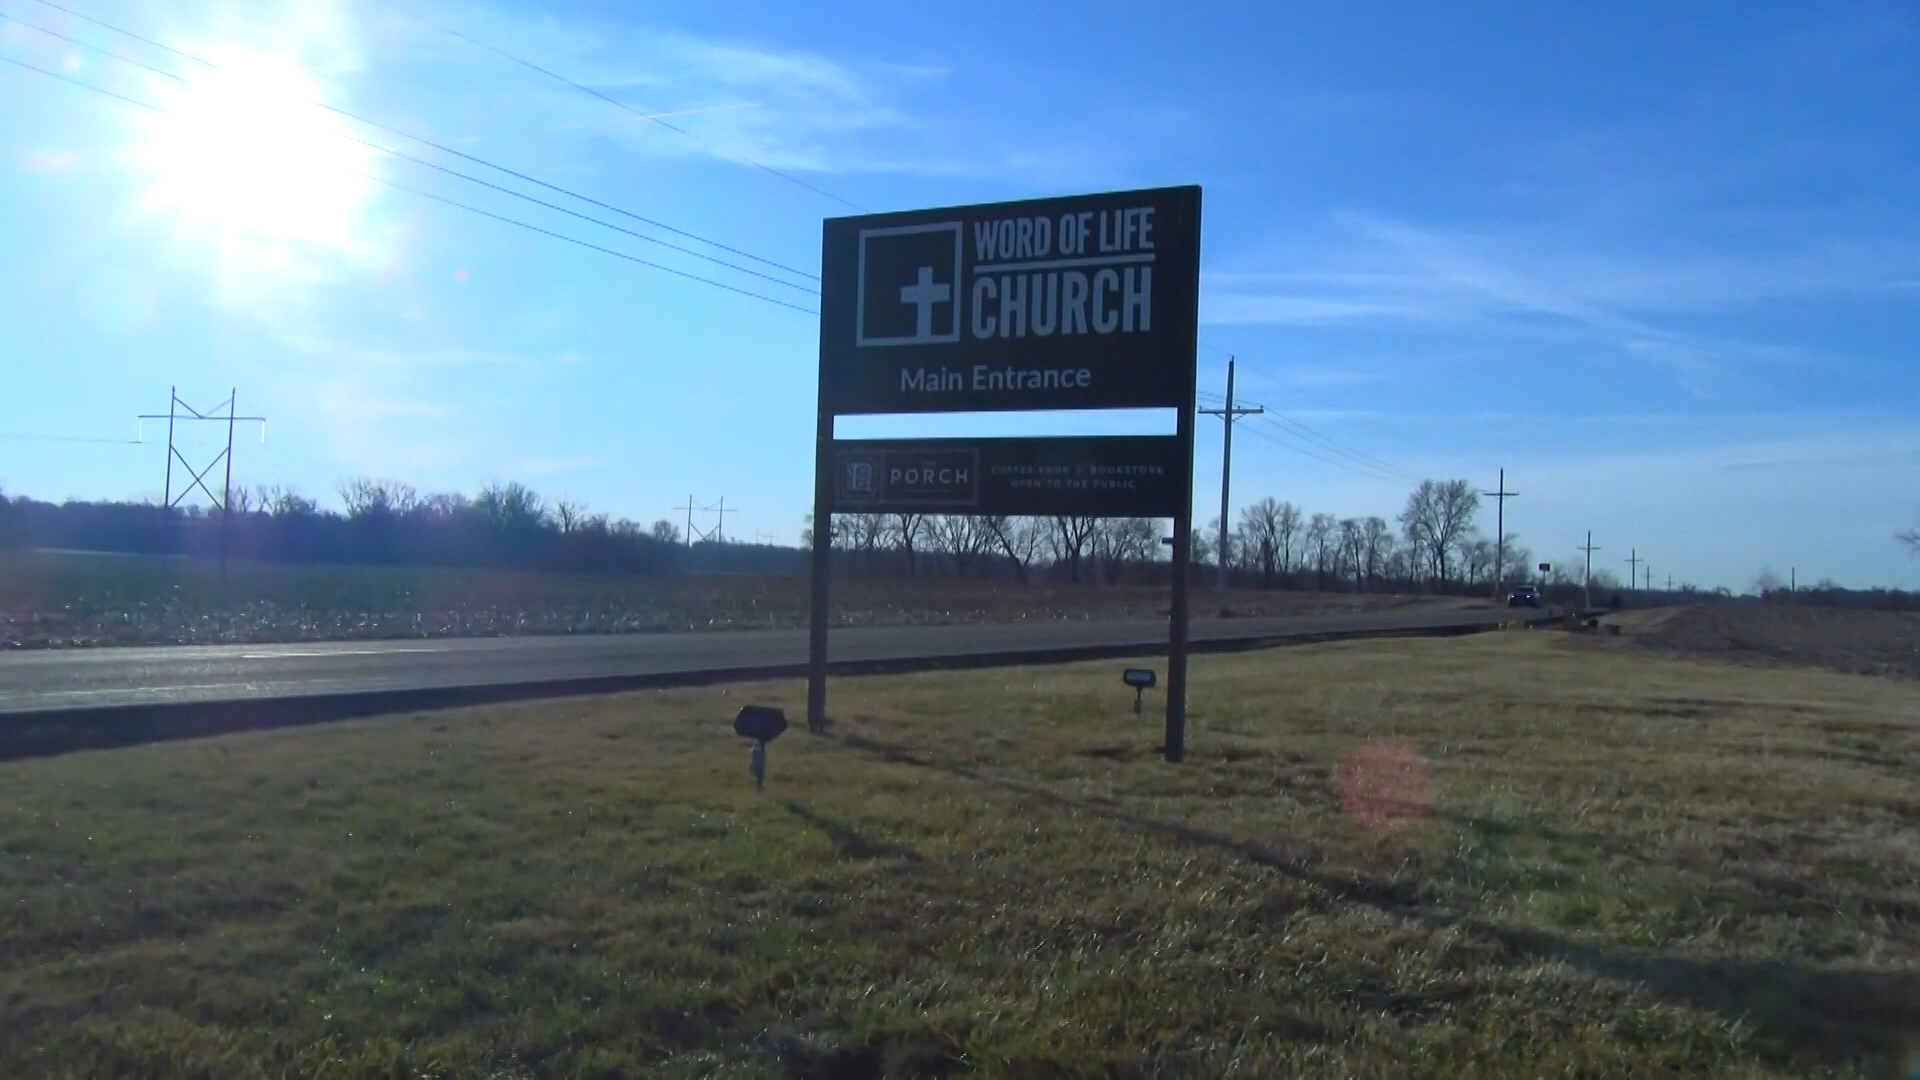 WORD OF LIFE
CHURCH
Main Entrance
PORCH
COFFEE SHOP & BOOKSTORE
OPEN TO THE PUBLIC